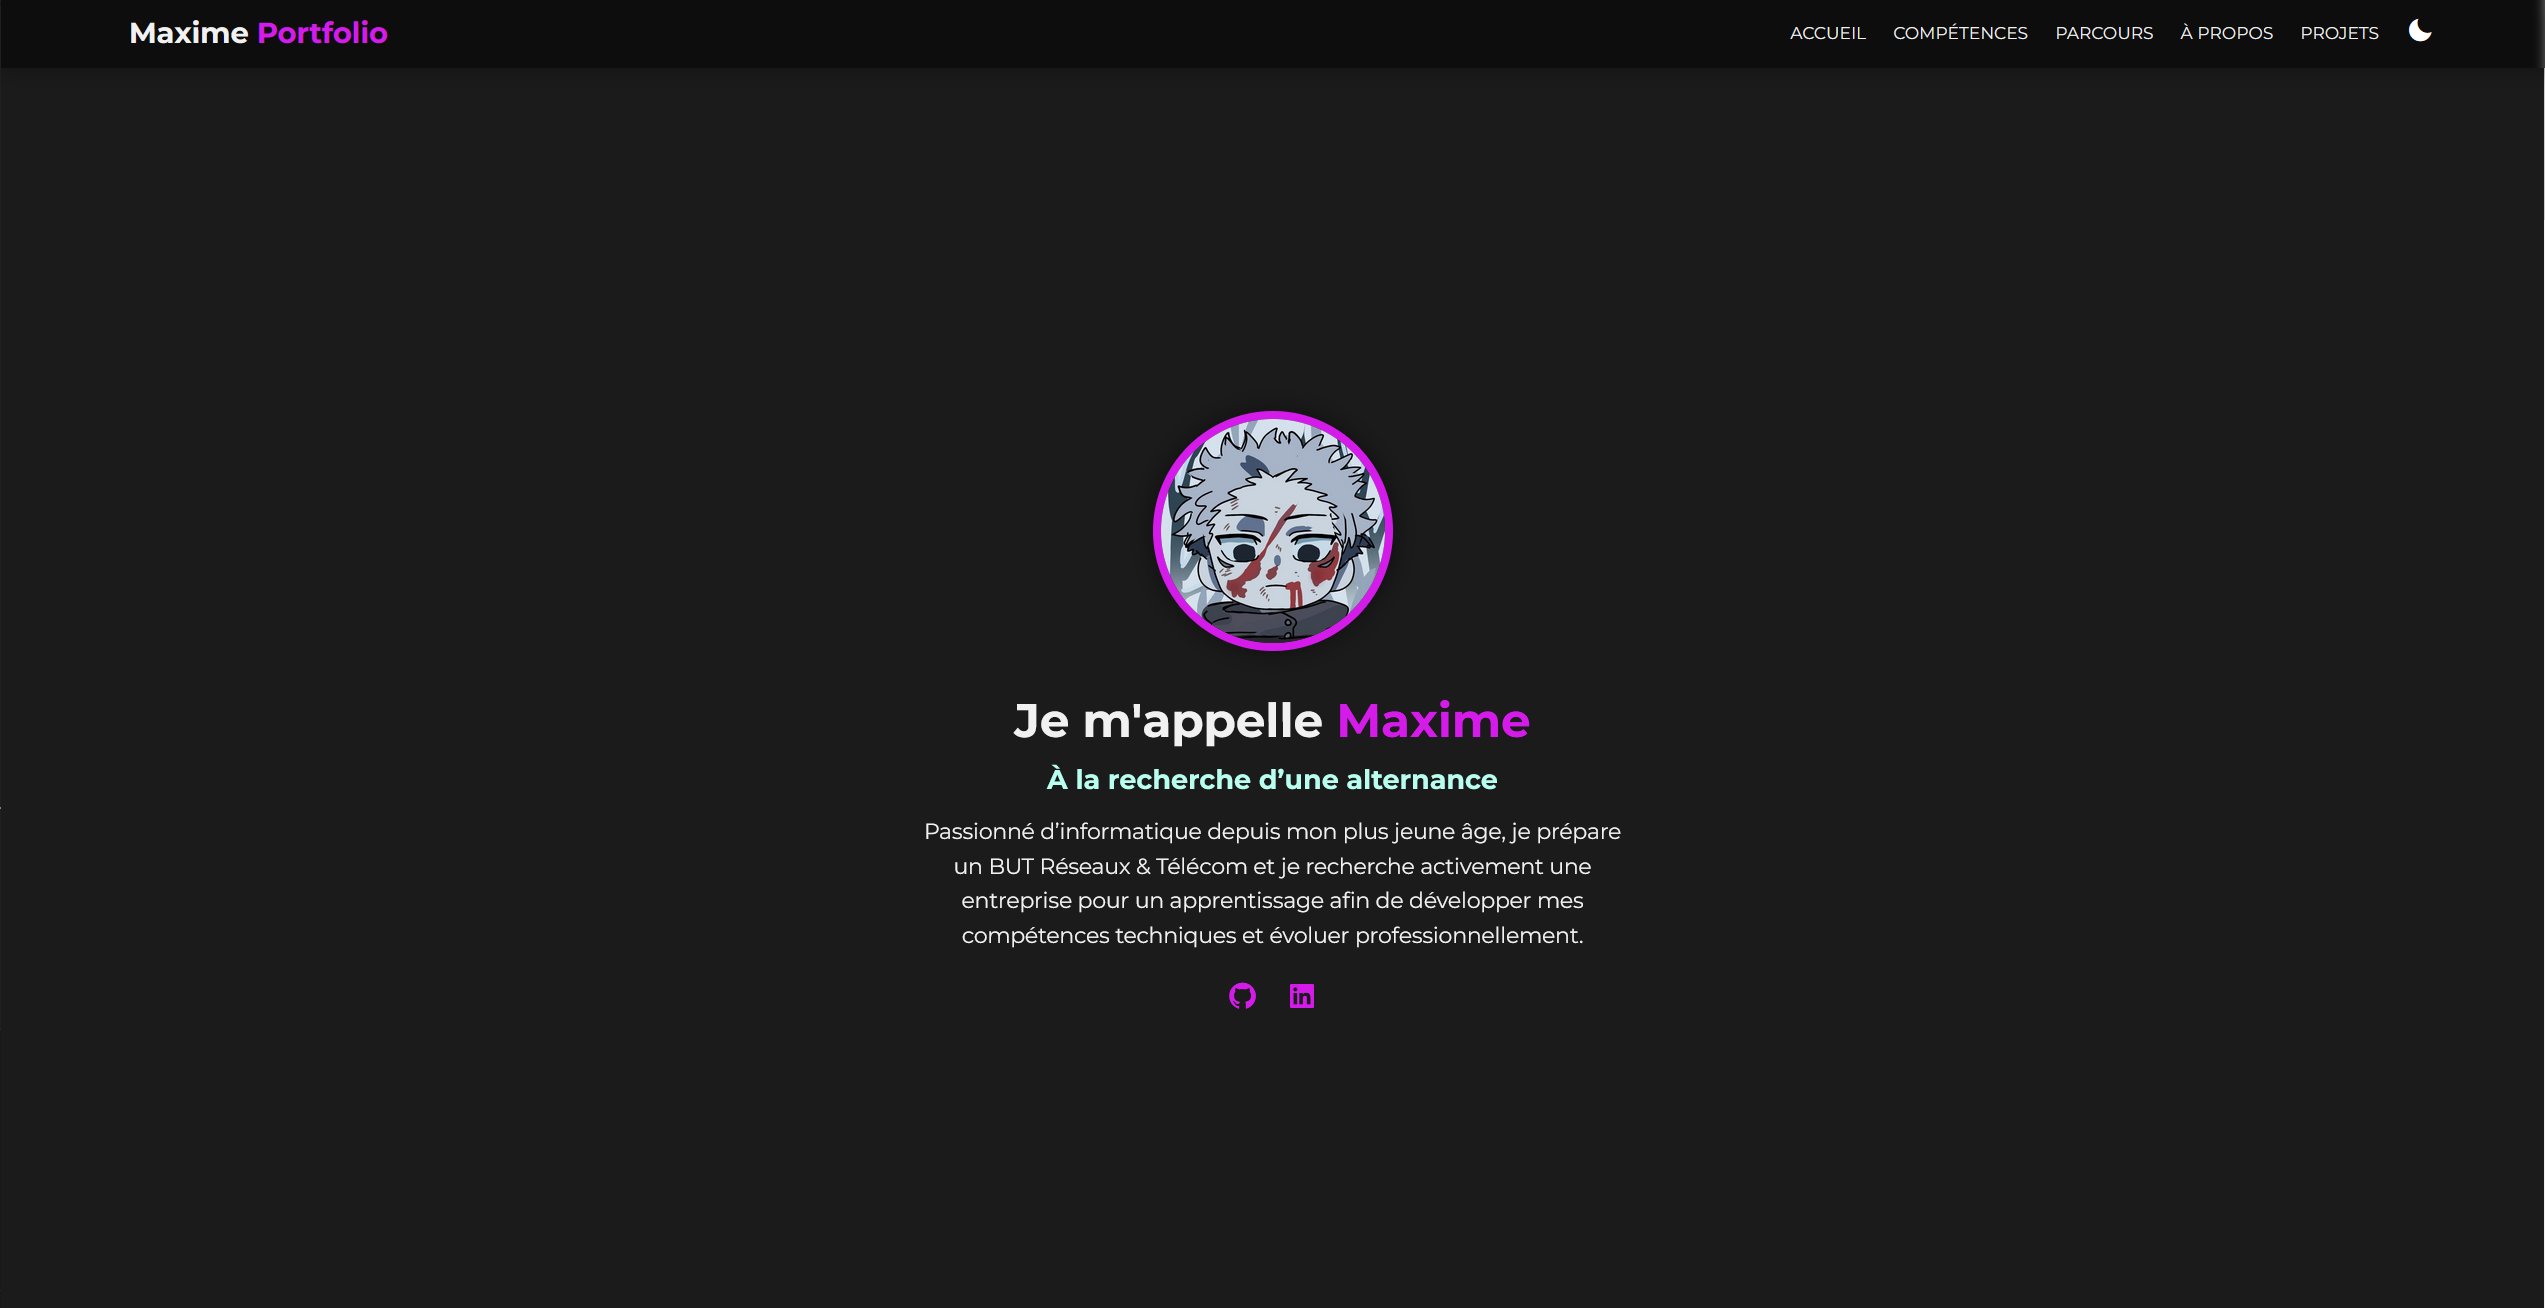 Maxime Portfolio
ACCUEIL COMPÉTENCES PARCOURS À PROPOS PROJETS
Je m'appelle Maxime
À la recherche d’une alternance
Passionné d’informatique depuis mon plus jeune âge, je prépare
un BUT Réseaux & Télécom et je recherche activement une
entreprise pour un apprentissage afin de développer mes
compétences techniques et évoluer professionnellement.
in